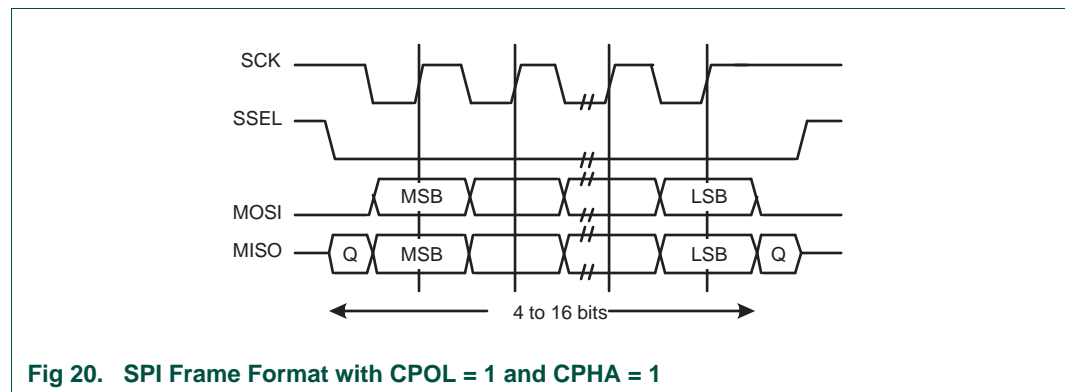 SCK
SSEL
MOSI
MSB
LSB
MISO
Q
MSB
LSB
Q
4 to 16 bits
Fig 20. SPI Frame Format with CPOL = 1 and CPHA = 1